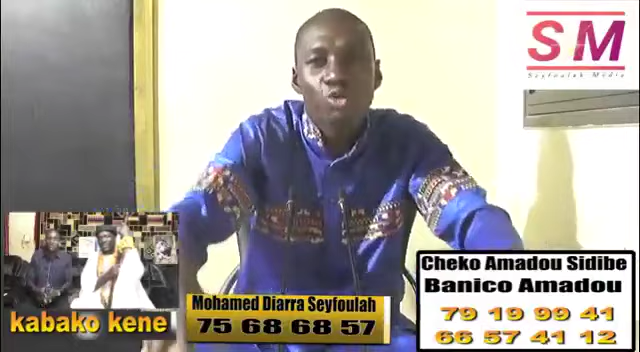 SM
Seyfoulah Média
Cheko Amadou Sidibe
Banico Amadou
79 19 99 41
66 57 41 12
Mohamed Diarra Seyfoulah
75 68 68 57
kabako kene